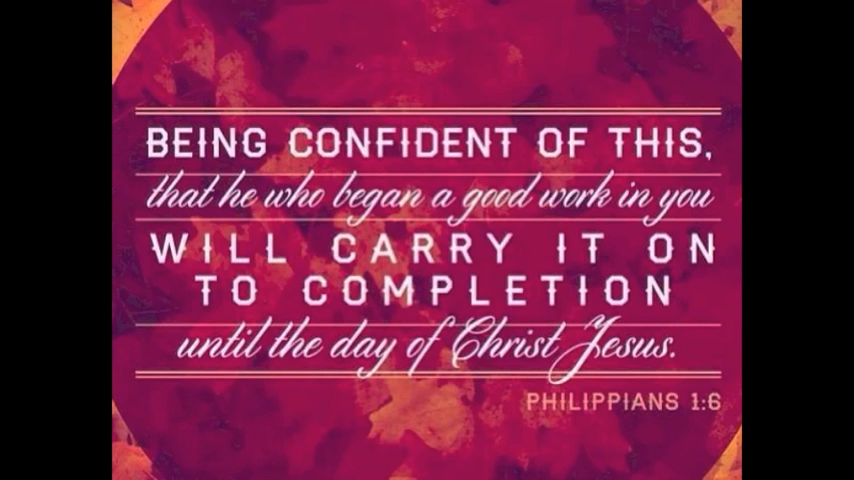 BEING CONFIDENT OF THIS,
that he who began a good work in you
WILL CARRY IT ON
TO COMPLETION
until the day of Christ Jesus.
PHILIPPIANS 1:6